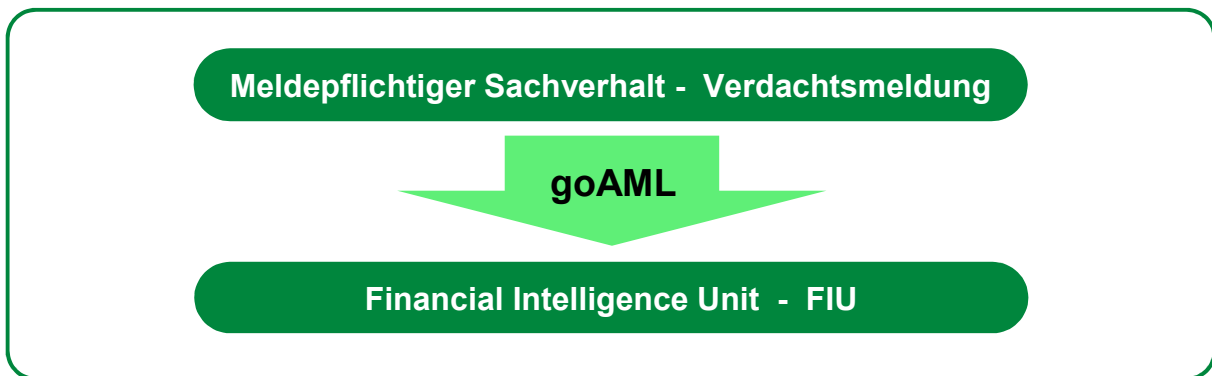 Meldepflichtiger Sachverhalt - Verdachtsmeldung
goAML
Financial Intelligence Unit - FIU